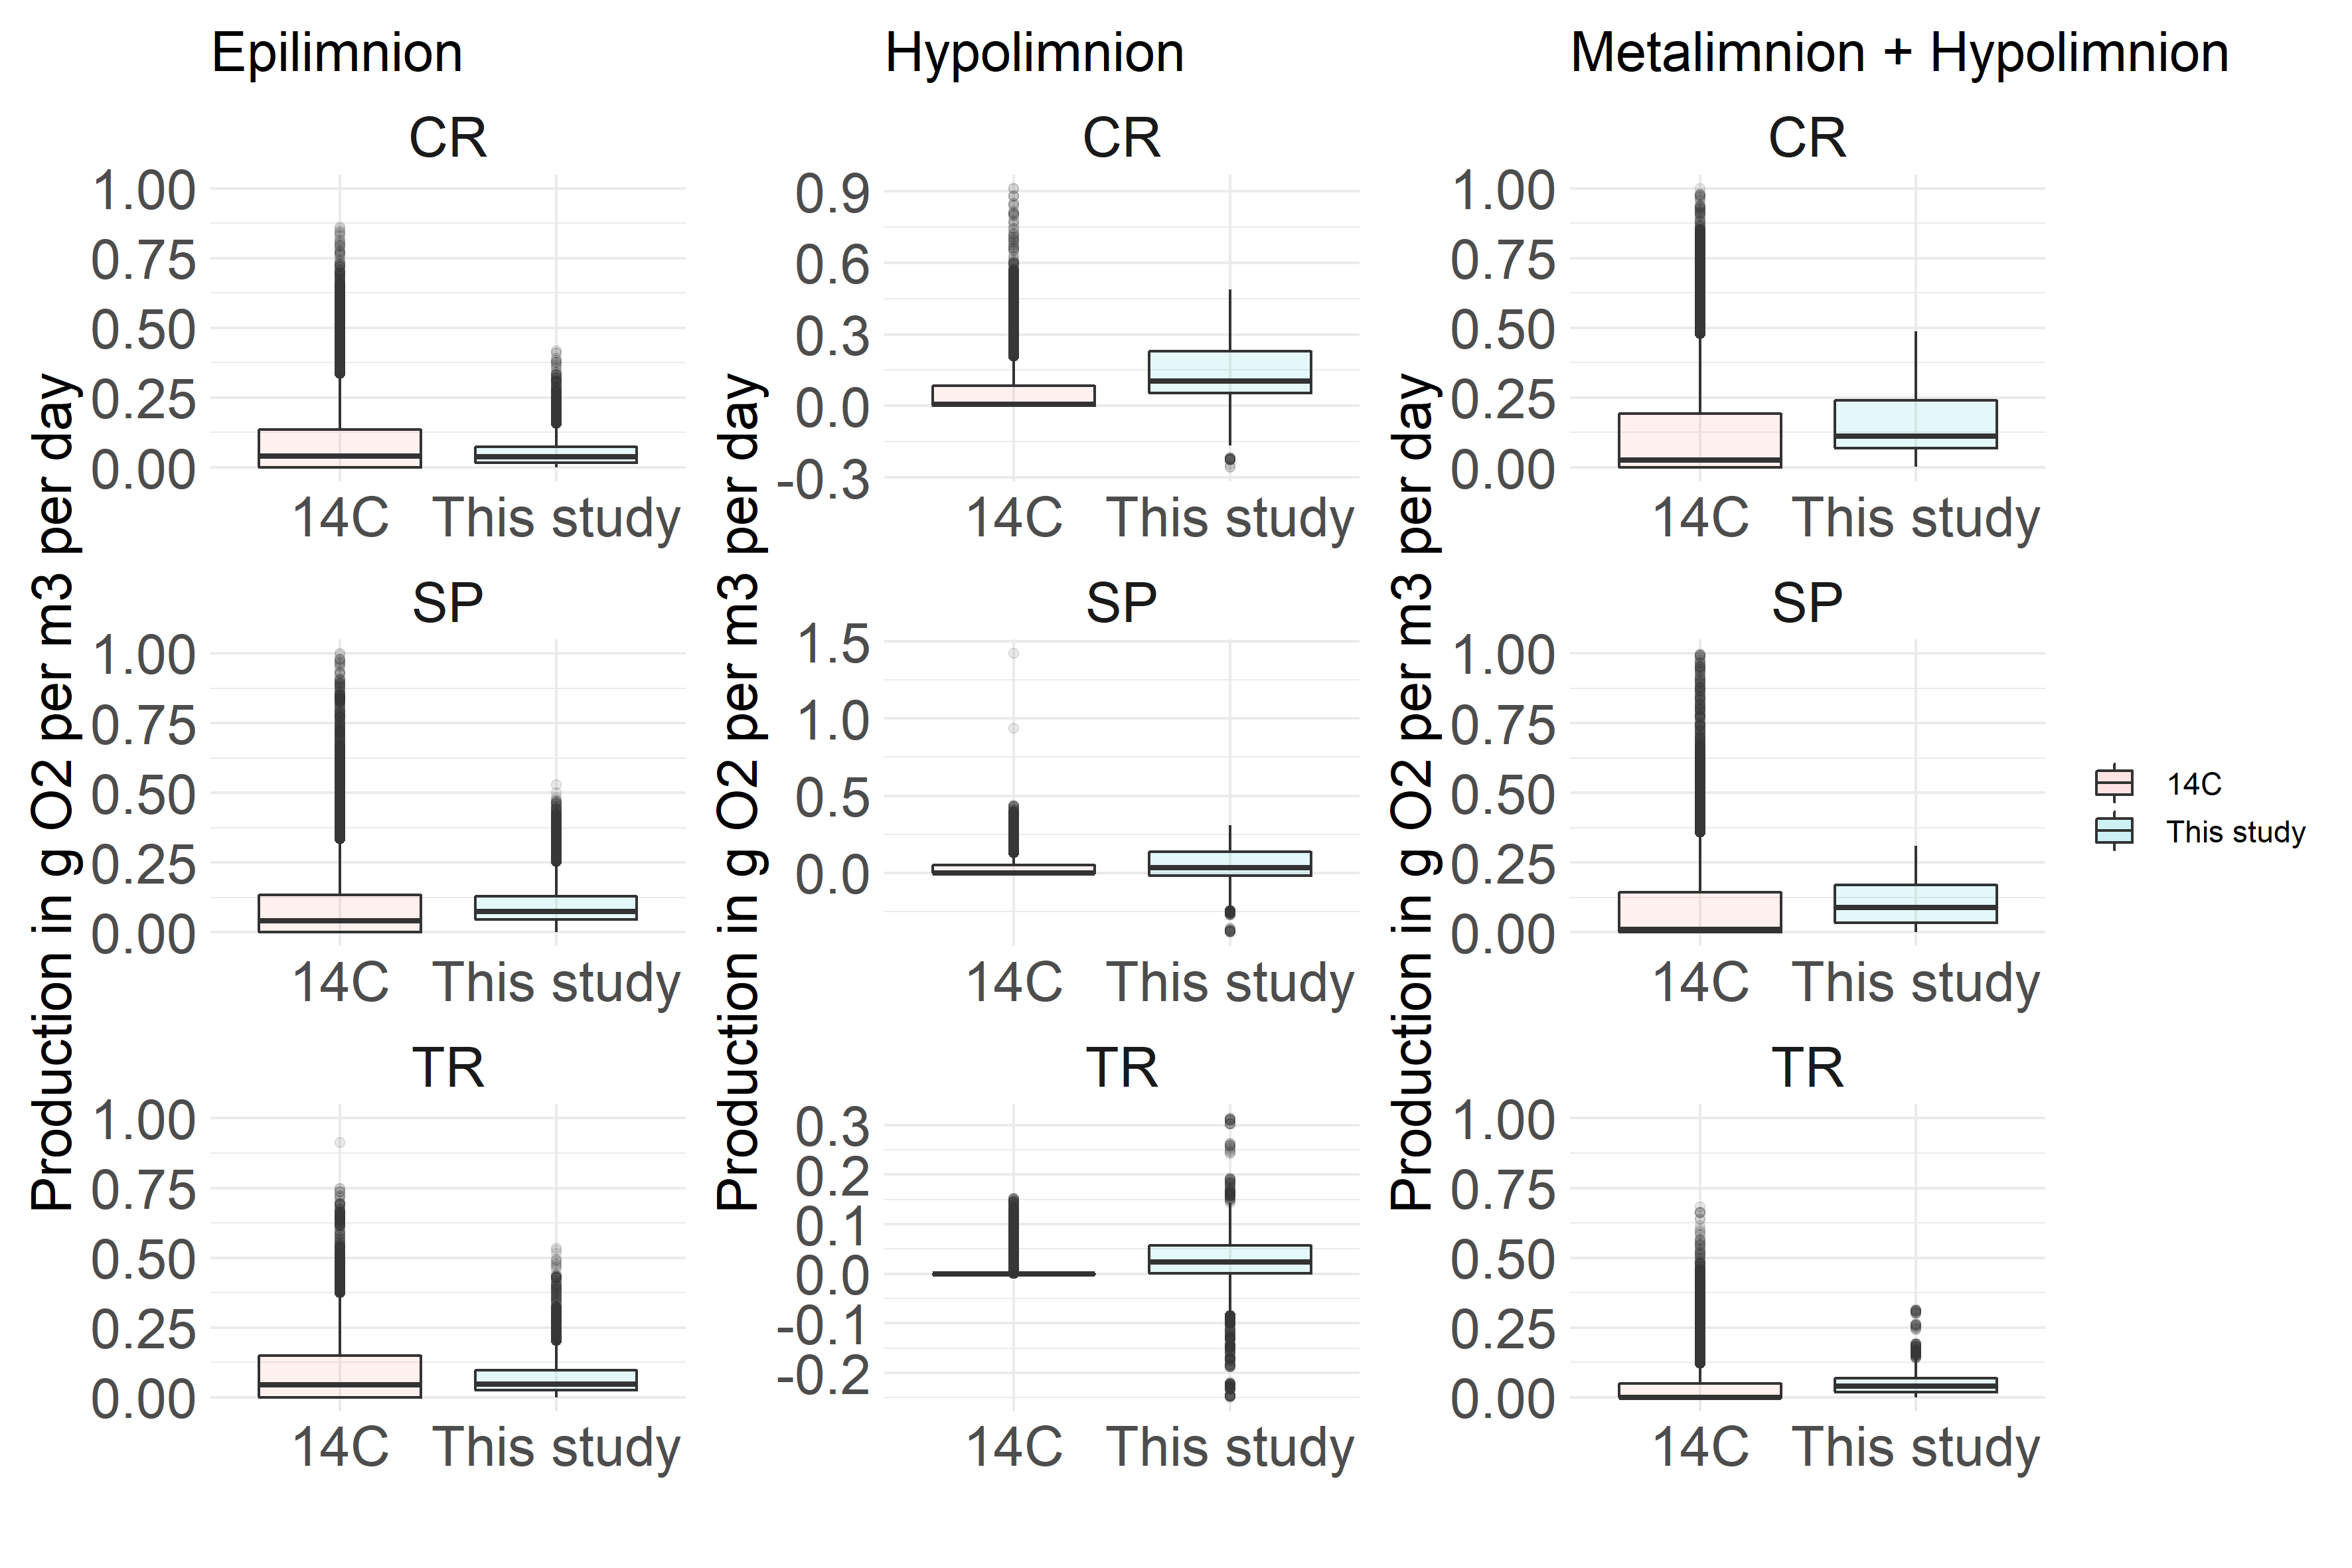 Epilimnion
Hypolimnion
Metalimnion + Hypolimnion
Production in g O2 per m3 per day
CR
1.00
0.75
0.50
0.25
0.00
14C
This study
SP
1.00
0.75
0.50
0.25
0.00
14C
This study
TR
1.00
0.75
0.50
0.25
0.00
14C
This study
Production in g O2 per m3 per day
CR
0.9
0.6
0.3
0.0
-0.3
14C
This study
SP
1.5
1.0
0.5
0.0
14C
This study
TR
0.3
0.2
0.1
0.0
-0.1
-0.2
14C
This study
Production in g O2 per m3 per day
CR
1.00
0.75
0.50
0.25
0.00
14C
This study
SP
1.00
0.75
0.50
0.25
0.00
14C
This study
TR
1.00
0.75
0.50
0.25
0.00
14C
This study
14C
This study